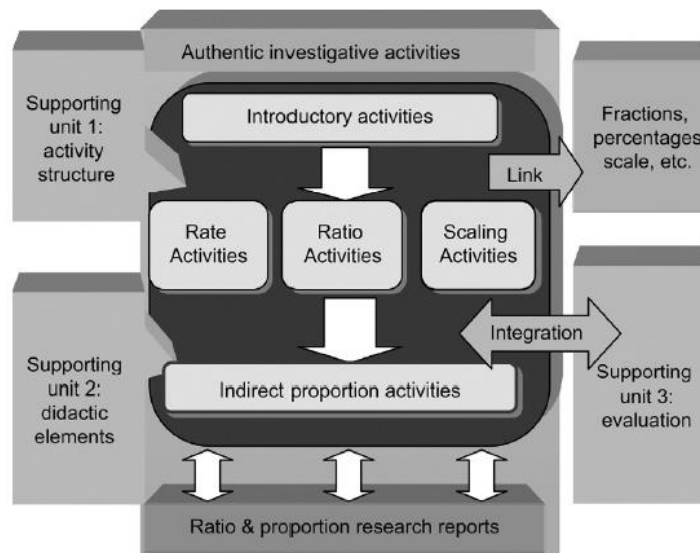 Authentic investigative activities
Supporting
unit 1:
activity
structure
Introductory activities
Fractions,
percentages
scale, etc.
Link
Rate
Activities
Ratio
Activities
Scaling
Activities
Integration
Supporting
unit 2:
didactic
elements
Indirect proportion activities
Supporting
unit 3:
evaluation
Ratio & proportion research reports